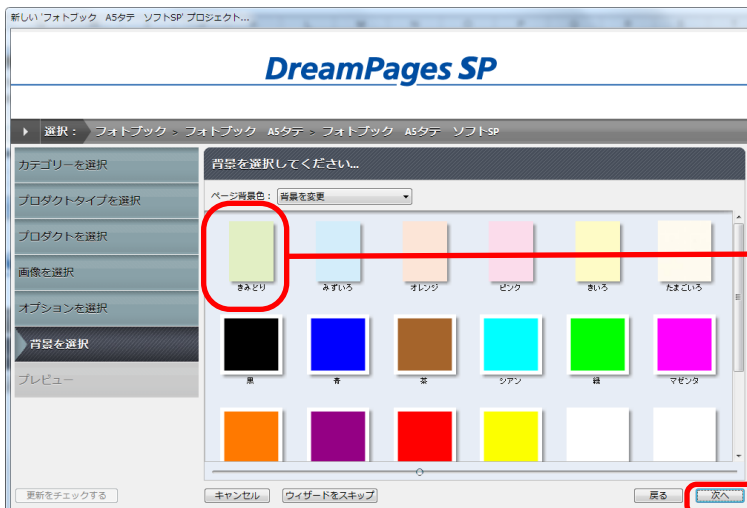 新しい'フォトブック A5タテ ソフトSP' プロジェクト...
DreamPages SP
選択： フォトブック > フォトブック A5タテ > フォトブック A5タテ ソフトSP
カテゴリーを選択
プロダクトタイプを選択
プロダクトを選択
画像を選択
オプションを選択
背景を選択
プレビュー
背景を選択してください...
ページ背景色： 背景を変更
きみどり みずいろ オレンジ ピンク きいろ たまごいろ
黒 青 茶 シアン 緑 マゼンタ
更新をチェックする キャンセル ウィザードをスキップ 戻る 次へ